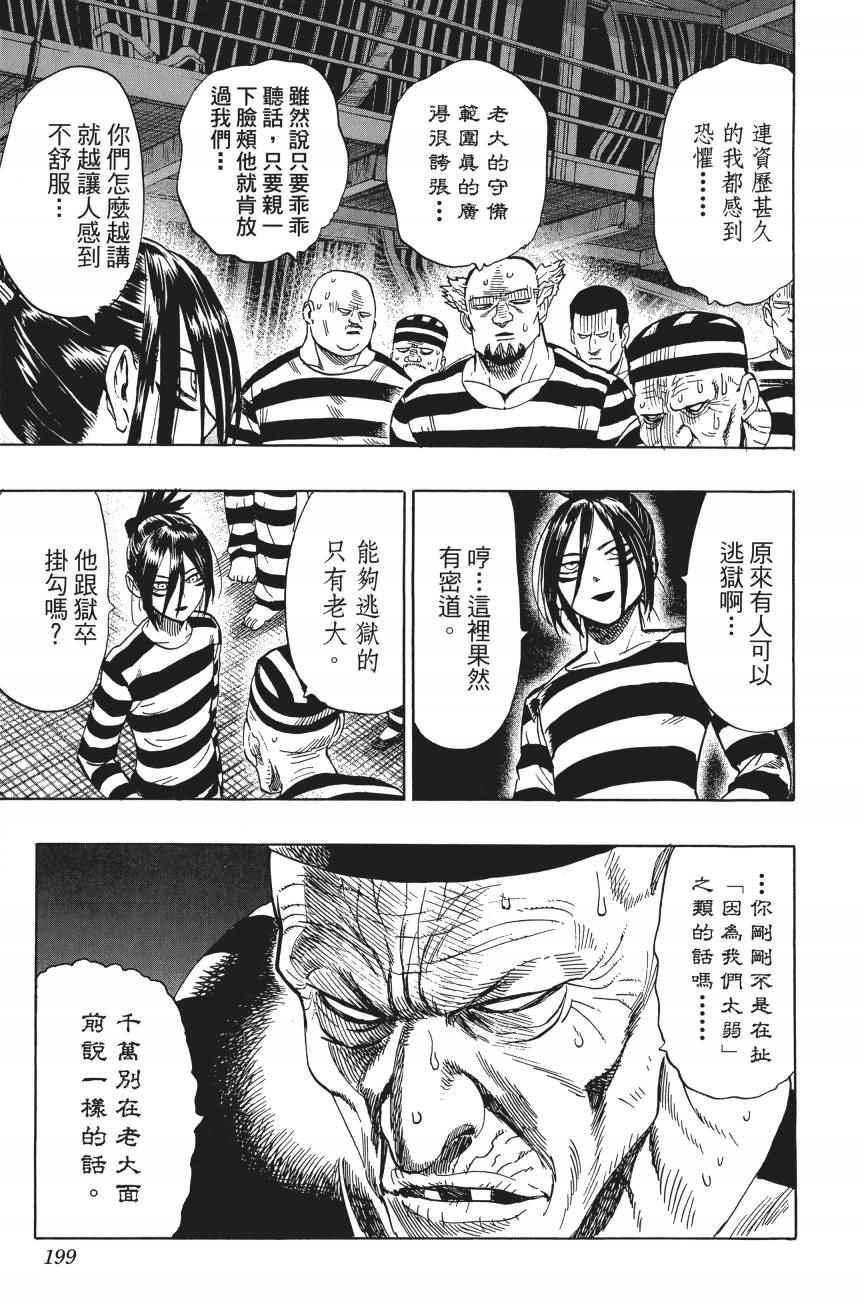 連資歷甚久
的我都感到
恐懼……
老大的守備
範圍真的廣
得很誇張…
雖然說只要乖乖
聽話，只要親一
下臉頰他就肯放
過我們…
你們怎麼越講
就越讓人感到
不舒服…
原來有人可以
逃獄啊…
哼…這裡果然
有密道。
能夠逃獄的
只有老大。
他跟獄卒
掛勾嗎？
…你剛剛不是在扯
「因為我們太弱」
之類的話嗎……
千萬別在老大面
前說一樣的話。
199